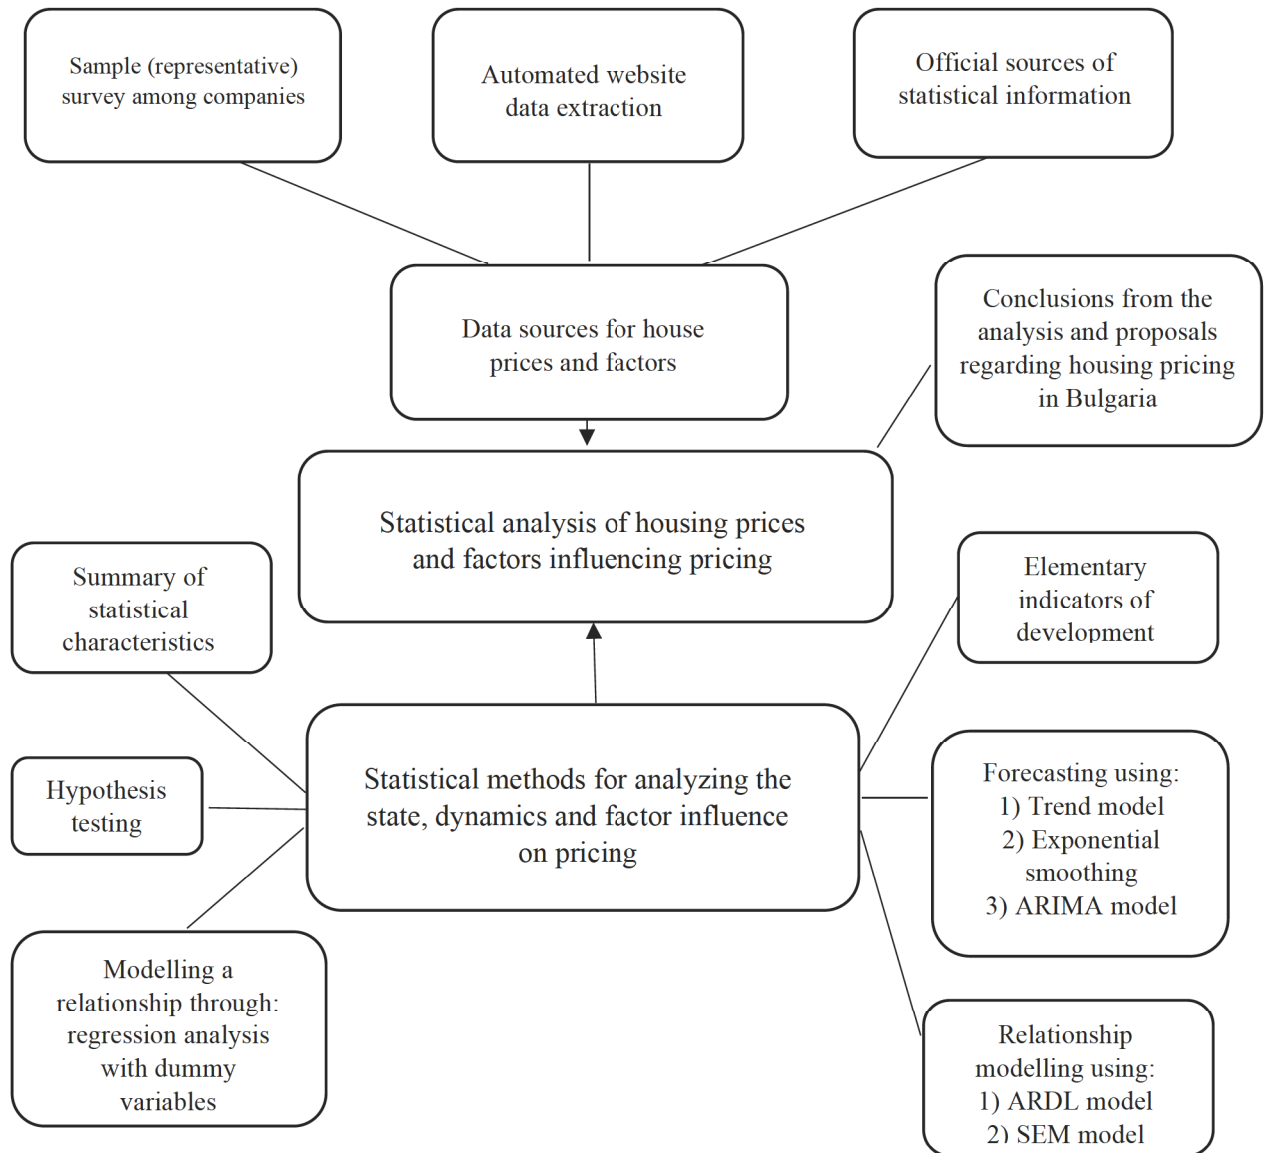 Sample (representative)
survey among companies
Automated website
data extraction
Official sources of
statistical information
Data sources for house
prices and factors
Conclusions from the
analysis and proposals
regarding housing pricing
in Bulgaria
Statistical analysis of housing prices
and factors influencing pricing
Summary of
statistical
characteristics
Elementary
indicators of
development
Hypothesis
testing
Statistical methods for analyzing the
state, dynamics and factor influence
on pricing
Forecasting using:
1) Trend model
2) Exponential
smoothing
3) ARIMA model
Modelling a
relationship through:
regression analysis
with dummy
variables
Relationship
modelling using:
1) ARDL model
2) SEM model